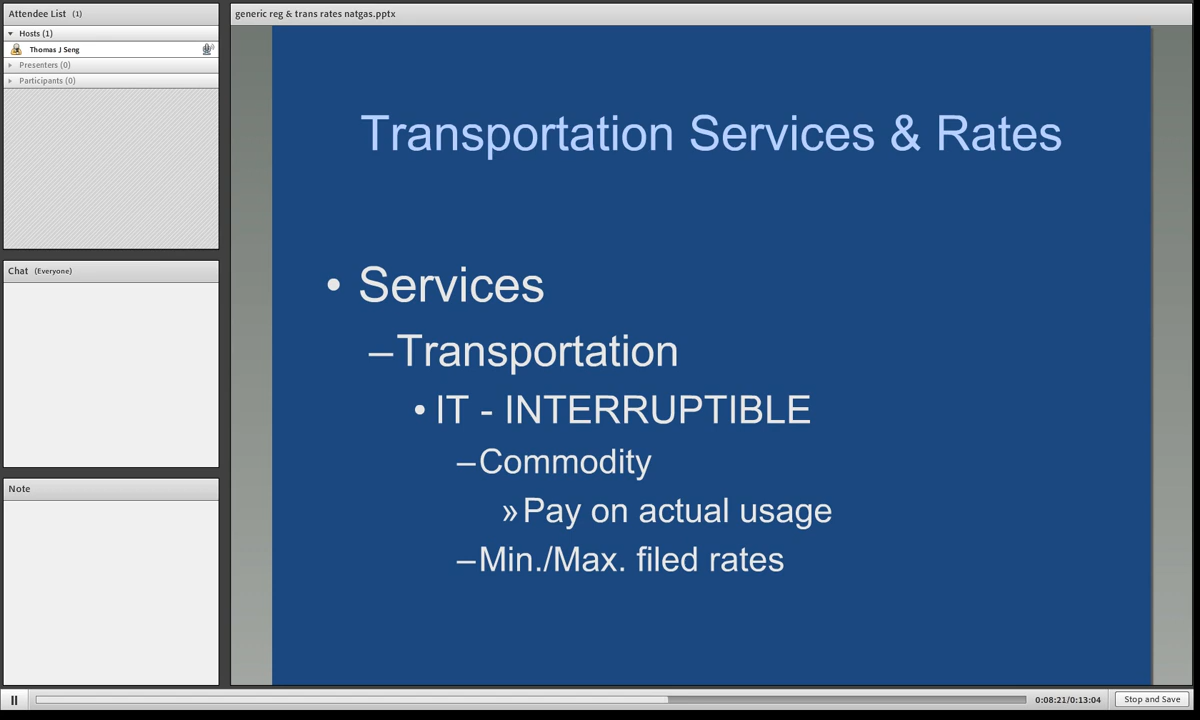 Attendee List (1)
Hosts (1)
Thomas J Seng
Presenters (0)
Participants (0)
Chat (Everyone)
Note
generic reg & trans rates natgas.pptx
Transportation Services & Rates
• Services
–Transportation
• IT - INTERRUPTIBLE
–Commodity
»Pay on actual usage
–Min./Max. filed rates
0:08:21/0:13:04
Stop and Save